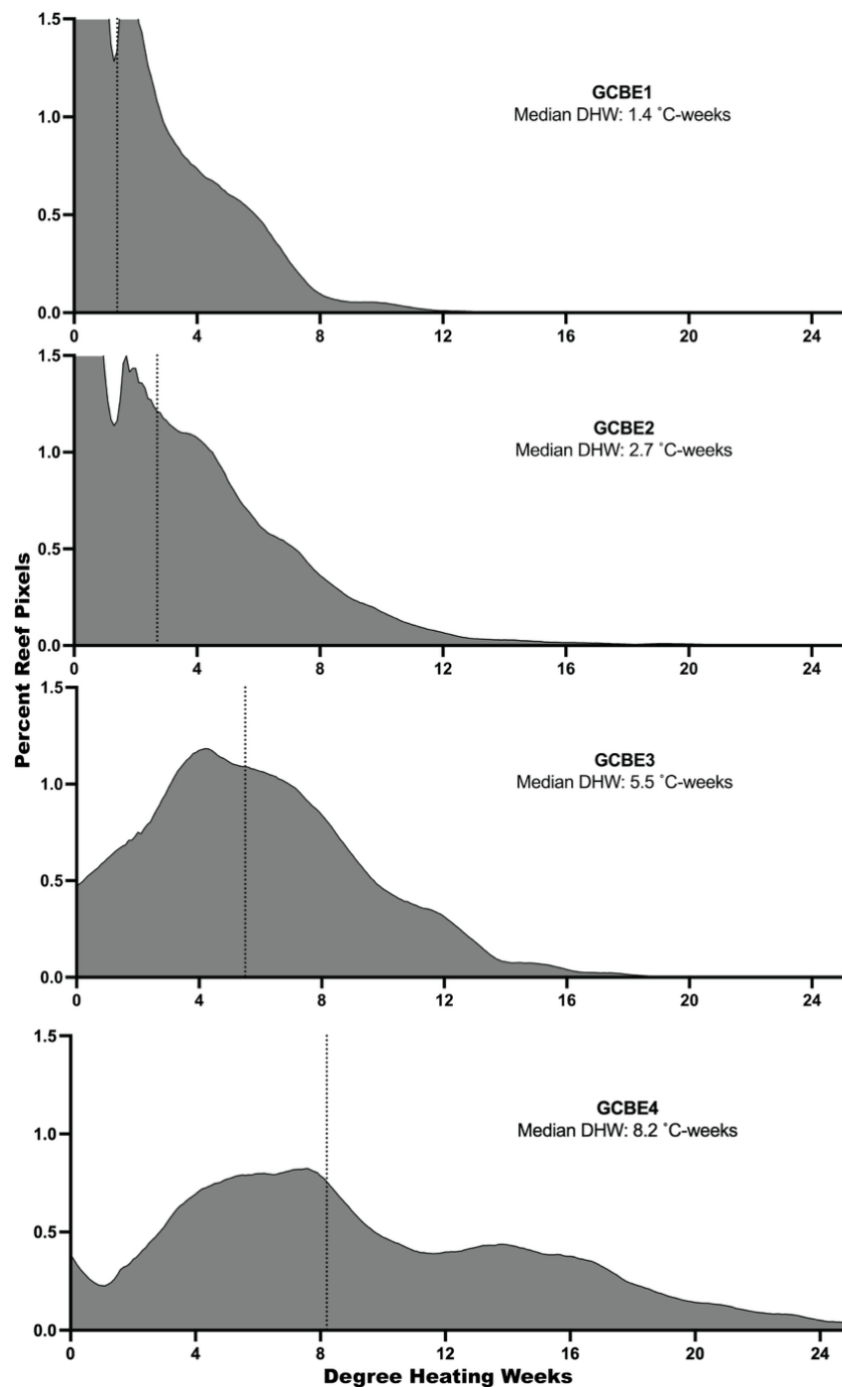 1.5
1.0
0.5
0.0
0 4 8 12 16 20 24
GCBE1
Median DHW: 1.4 ˚C-weeks
1.5
1.0
0.5
0.0
0 4 8 12 16 20 24
GCBE2
Median DHW: 2.7 ˚C-weeks
Percent Reef Pixels
1.5
1.0
0.5
0.0
0 4 8 12 16 20 24
GCBE3
Median DHW: 5.5 ˚C-weeks
1.5
1.0
0.5
0.0
0 4 8 12 16 20 24
GCBE4
Median DHW: 8.2 ˚C-weeks
Degree Heating Weeks